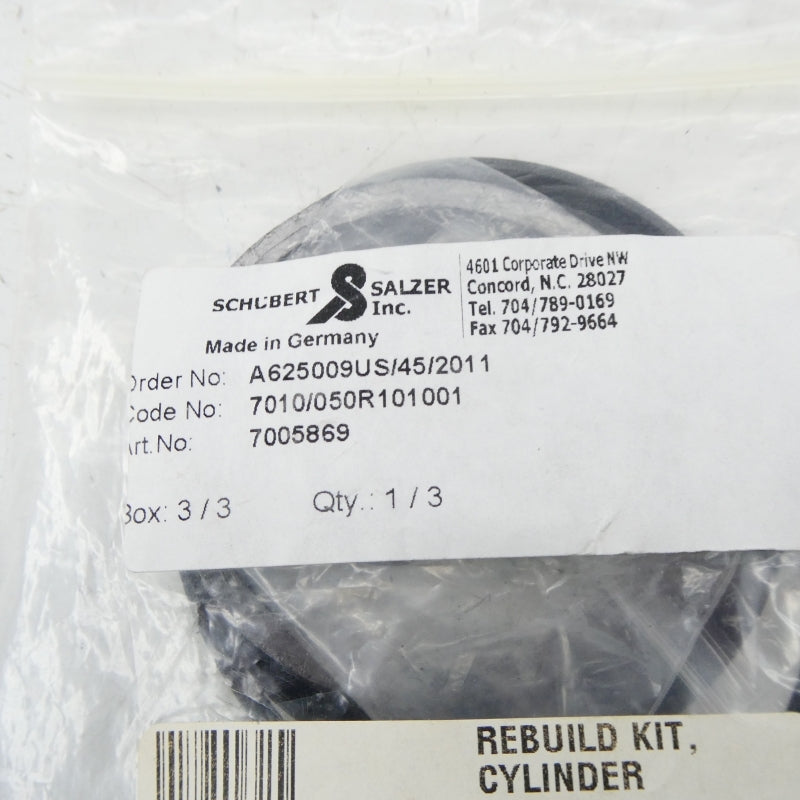 SCHUBERT SALZER
Inc.
4601 Corporate Drive NW
Concord, N.C. 28027
Tel. 704/789-0169
Fax 704/792-9664
Made in Germany
Order No: A625009US/45/2011
Code No: 7010/050R101001
Art.No: 7005869
Box: 3 / 3 Qty.: 1 / 3
REBUILD KIT,
CYLINDER